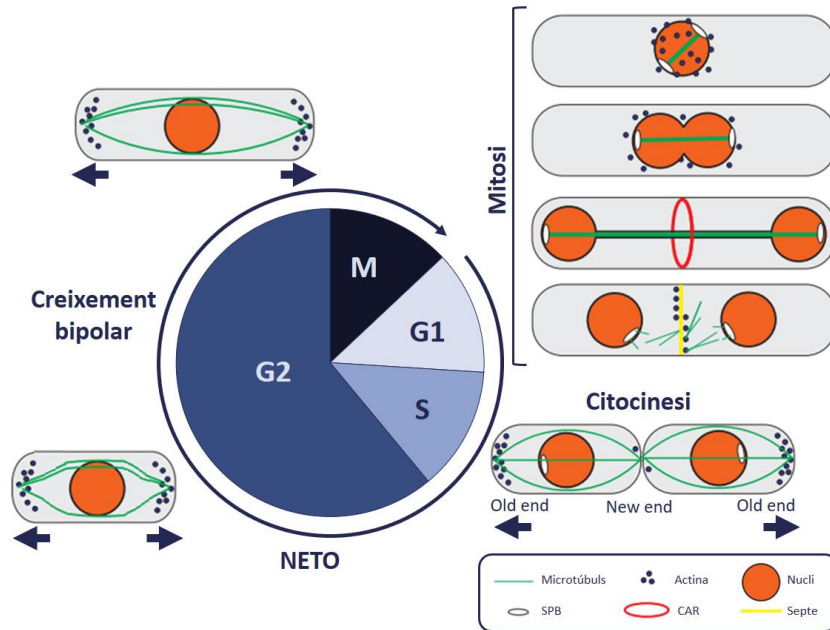 Mitosi
M
Creixement
bipolar
G1
G2
S
Citocinesi
Old end
New end
Old end
NETO
Microtúbuls
Actina
Nucli
SPB
CAR
Septe